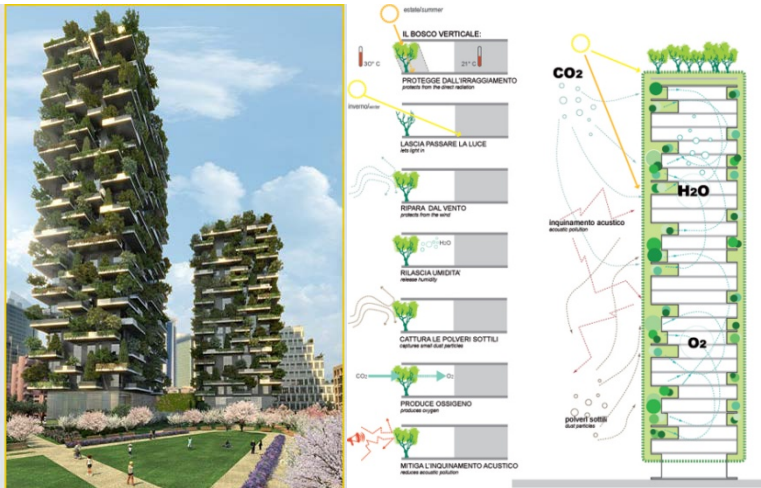 estate/summer
IL BOSCO VERTICALE:
30° C
21° C
PROTEGGE DALL'IRRAGGIAMENTO
protects from the direct radiation
inverno/winter
LASCIA PASSARE LA LUCE
lets light in
RIPARA DAL VENTO
protects from the wind
H₂O
RILASCIA UMIDITA'
release humidity
CATTURA LE POLVERI SOTTILI
captures small dust particles
CO₂
O₂
PRODUCE OSSIGENO
produces oxygen
MITIGA L'INQUINAMENTO ACUSTICO
reduces acoustic pollution
CO₂
H₂O
inquinamento acustico
acoustic pollution
O₂
polveri sottili
dust particles